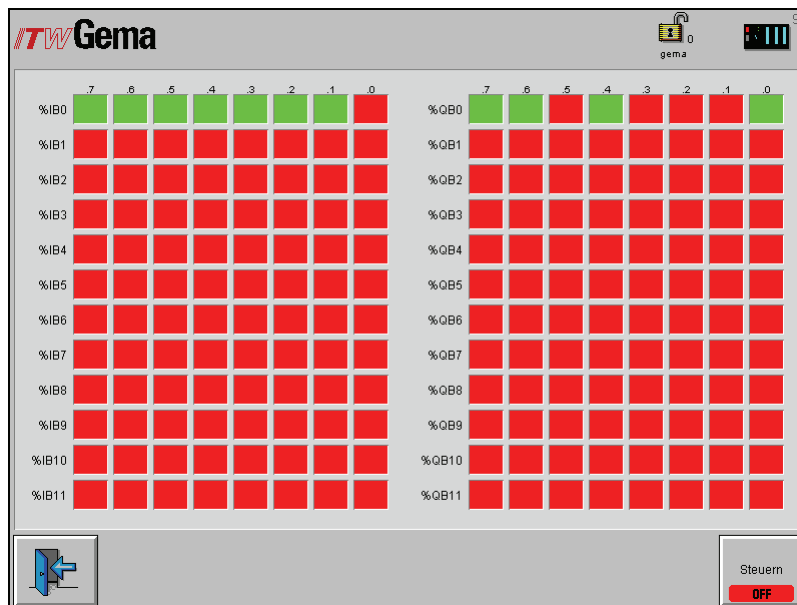 ITW Gema
0
gema
.7 .6 .5 .4 .3 .2 .1 .0 .7 .6 .5 .4 .3 .2 .1 .0
%IB0 %QB0
%IB1 %QB1
%IB2 %QB2
%IB3 %QB3
%IB4 %QB4
%IB5 %QB5
%IB6 %QB6
%IB7 %QB7
%IB8 %QB8
%IB9 %QB9
%IB10 %QB10
%IB11 %QB11
Steuern
OFF